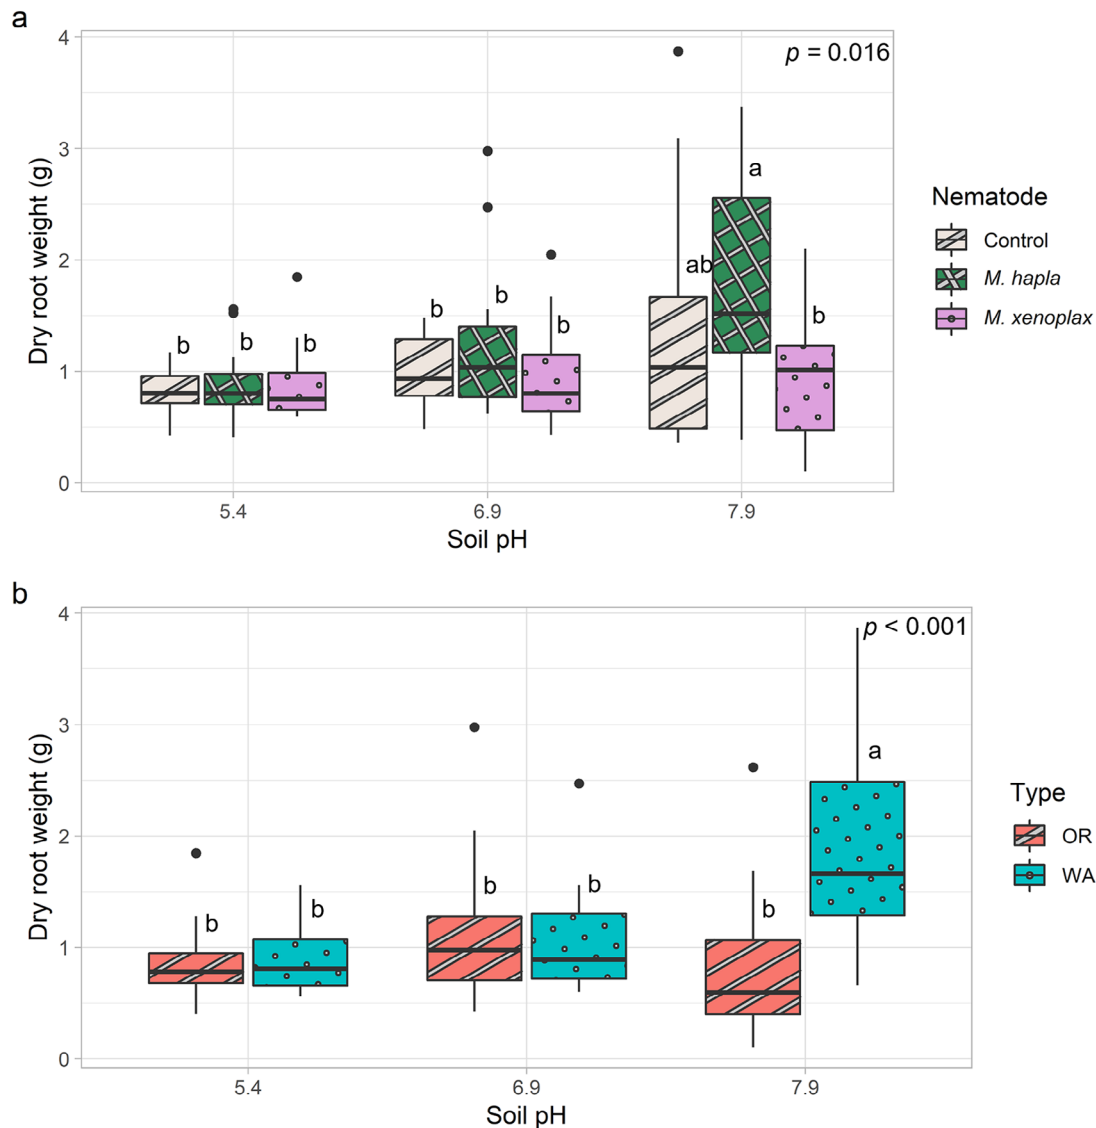 a
4
3
2
1
0
Dry root weight (g)
p = 0.016
b
b
b
b
b
b
ab
a
b
5.4
6.9
7.9
Soil pH
Nematode
Control
M. hapla
M. xenoplax
b
4
3
2
1
0
Dry root weight (g)
p < 0.001
b
b
b
b
b
a
5.4
6.9
7.9
Soil pH
Type
OR
WA